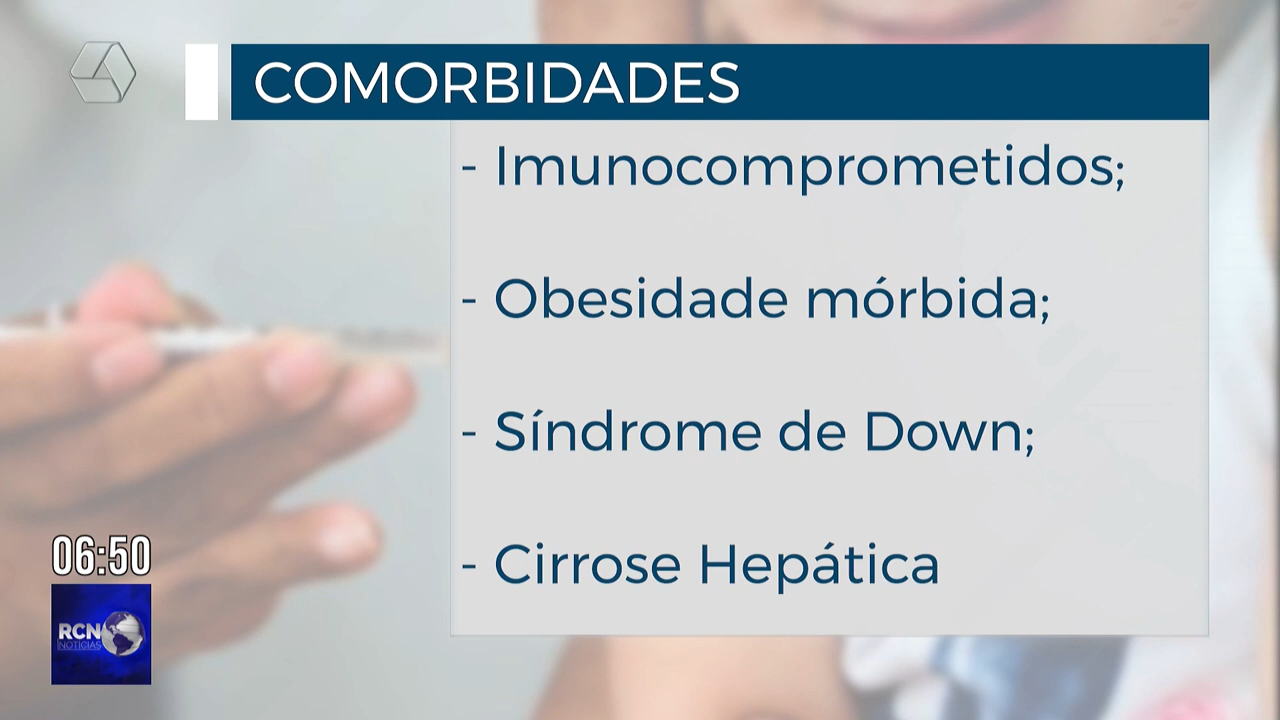 COMORBIDADES
- Imunocomprometidos;
- Obesidade mórbida;
- Síndrome de Down;
- Cirrose Hepática
06:50
RCN
NOTÍCIAS